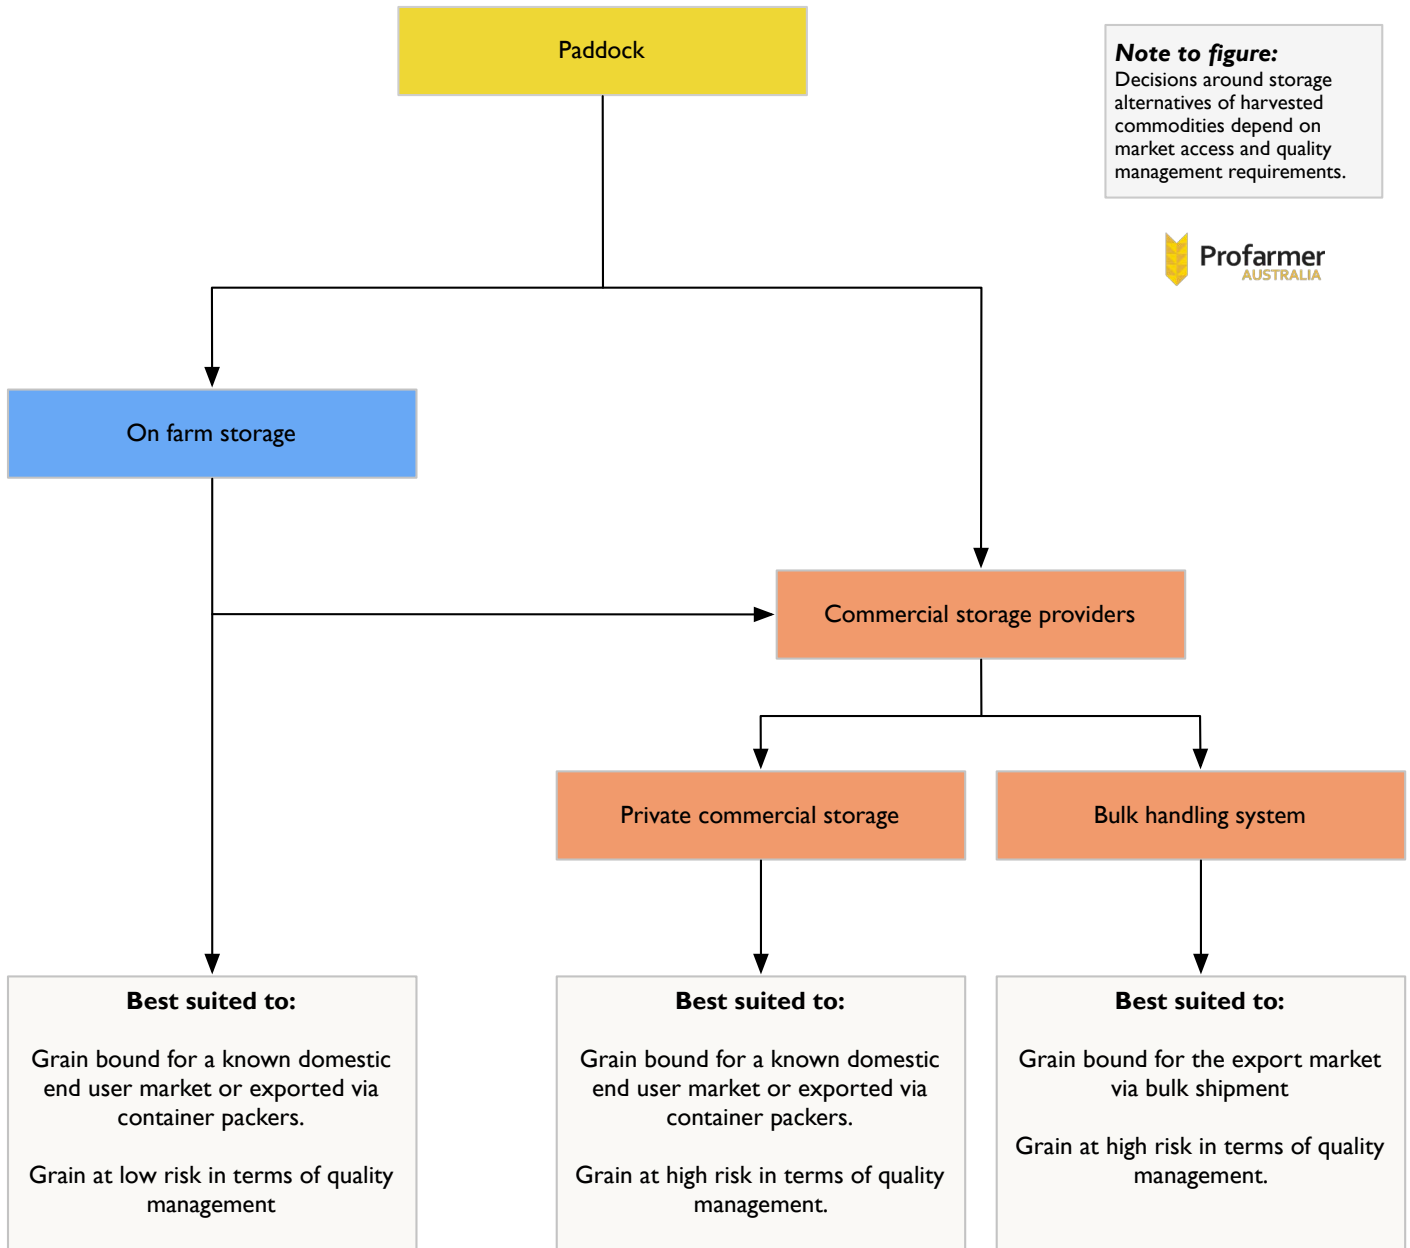 Paddock
Note to figure:
Decisions around storage
alternatives of harvested
commodities depend on
market access and quality
management requirements.
Profarmer
AUSTRALIA
On farm storage
Commercial storage providers
Private commercial storage
Bulk handling system
Best suited to:
Grain bound for a known domestic
end user market or exported via
container packers.
Grain at low risk in terms of quality
management
Best suited to:
Grain bound for a known domestic
end user market or exported via
container packers.
Grain at high risk in terms of quality
management.
Best suited to:
Grain bound for the export market
via bulk shipment
Grain at high risk in terms of quality
management.